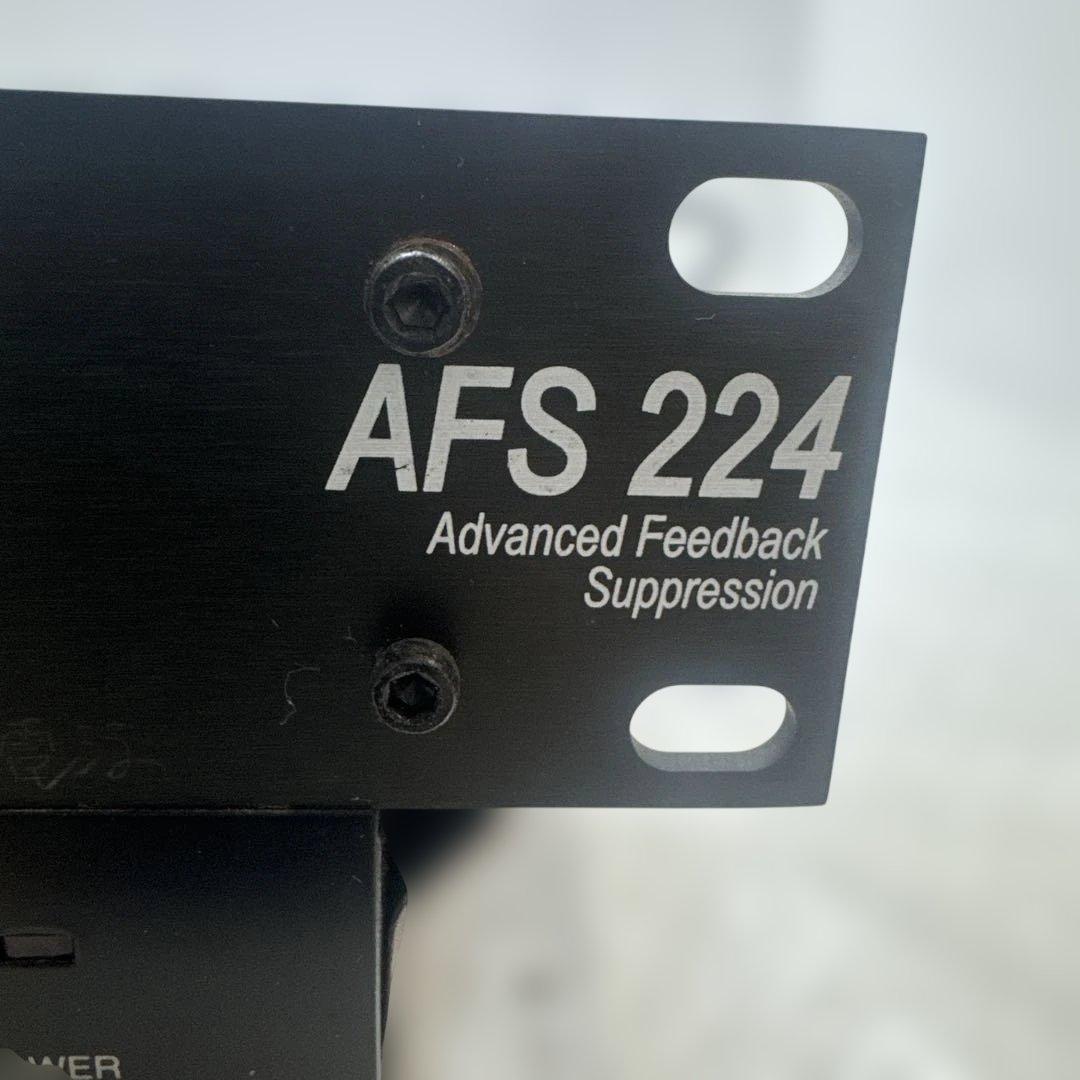 AFS 224
Advanced Feedback
Suppression